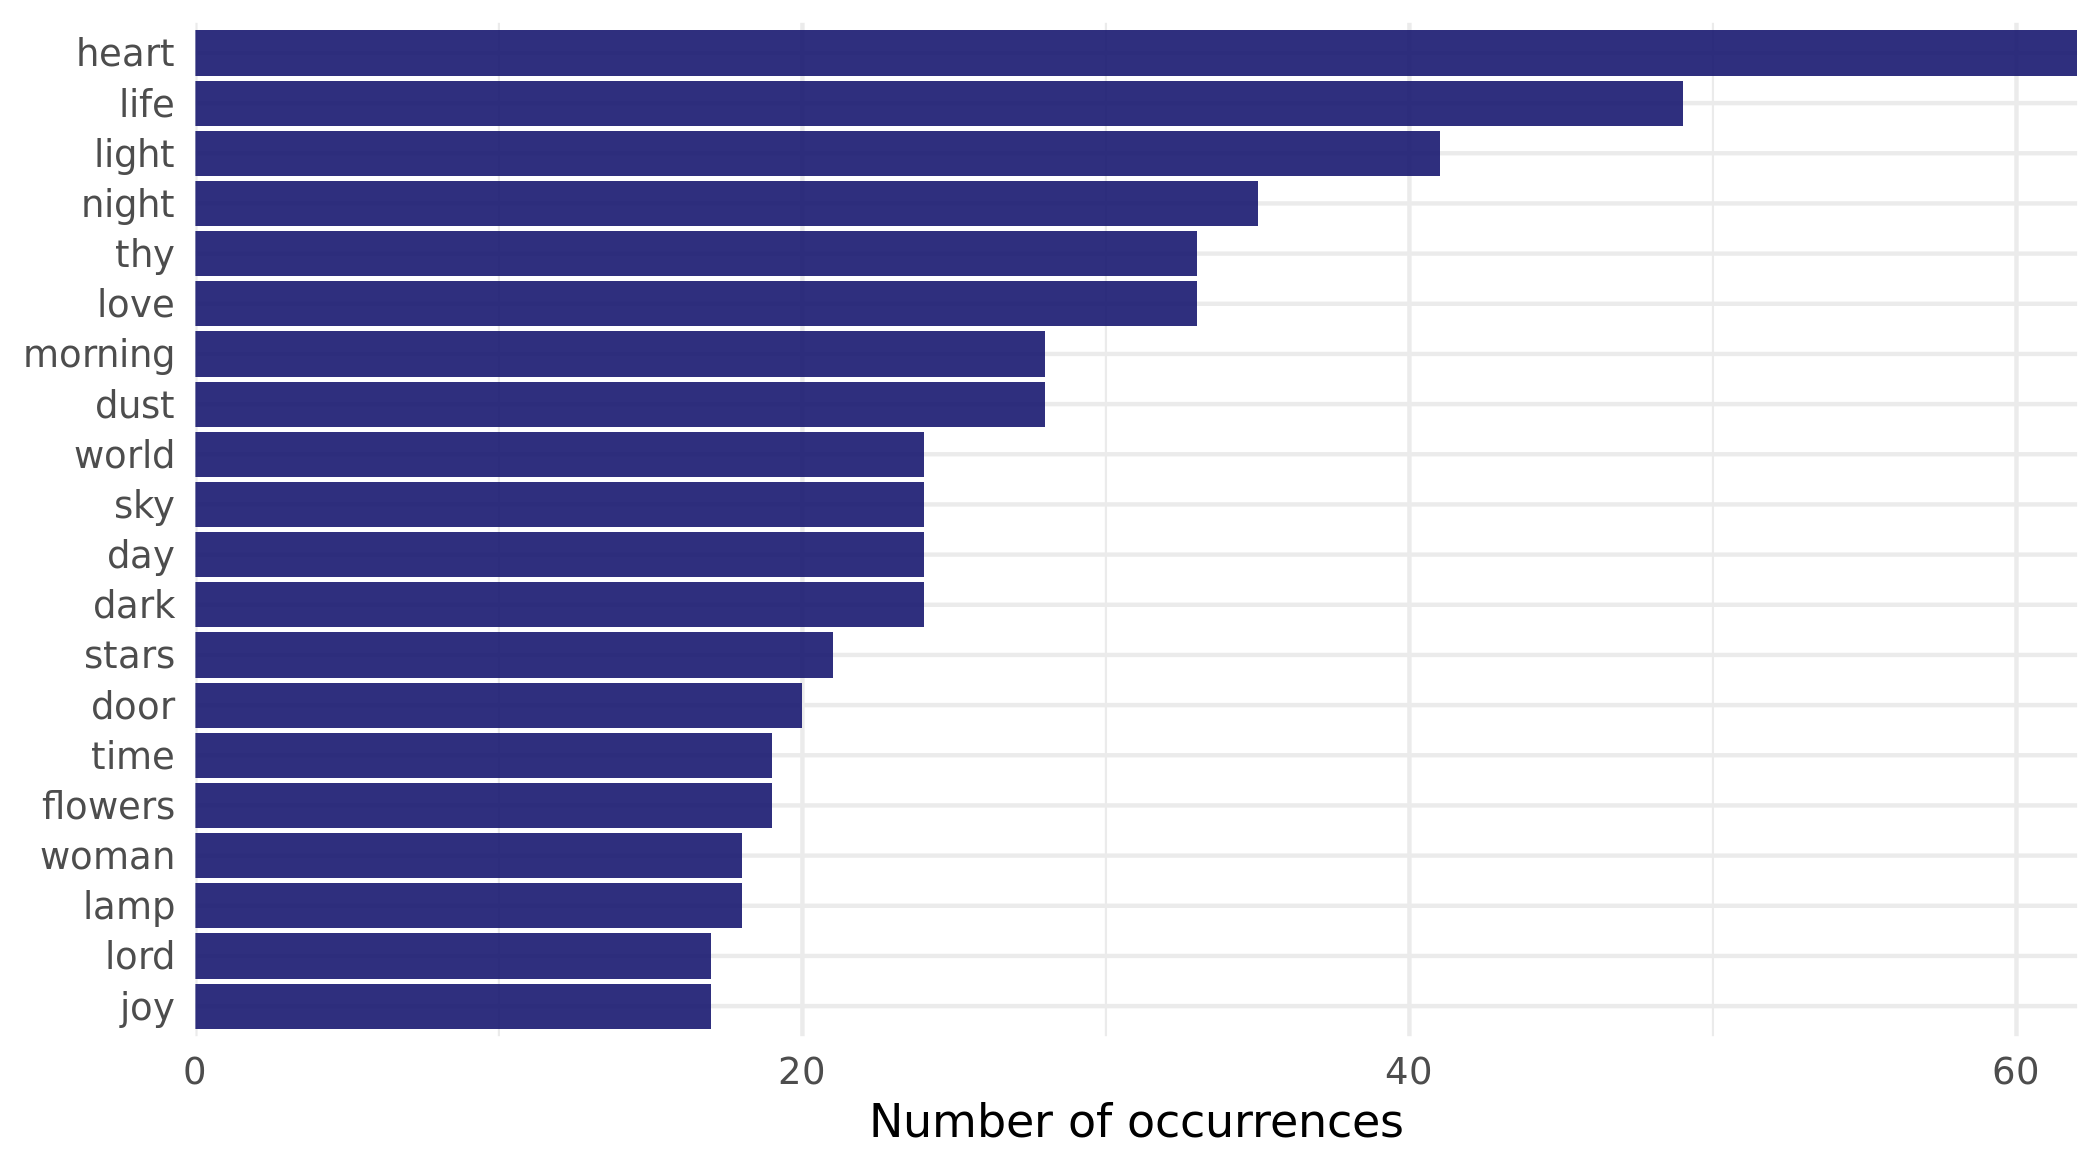 heart
life
light
night
thy
love
morning
dust
world
sky
day
dark
stars
door
time
flowers
woman
lamp
lord
joy
0 20 40 60
Number of occurrences